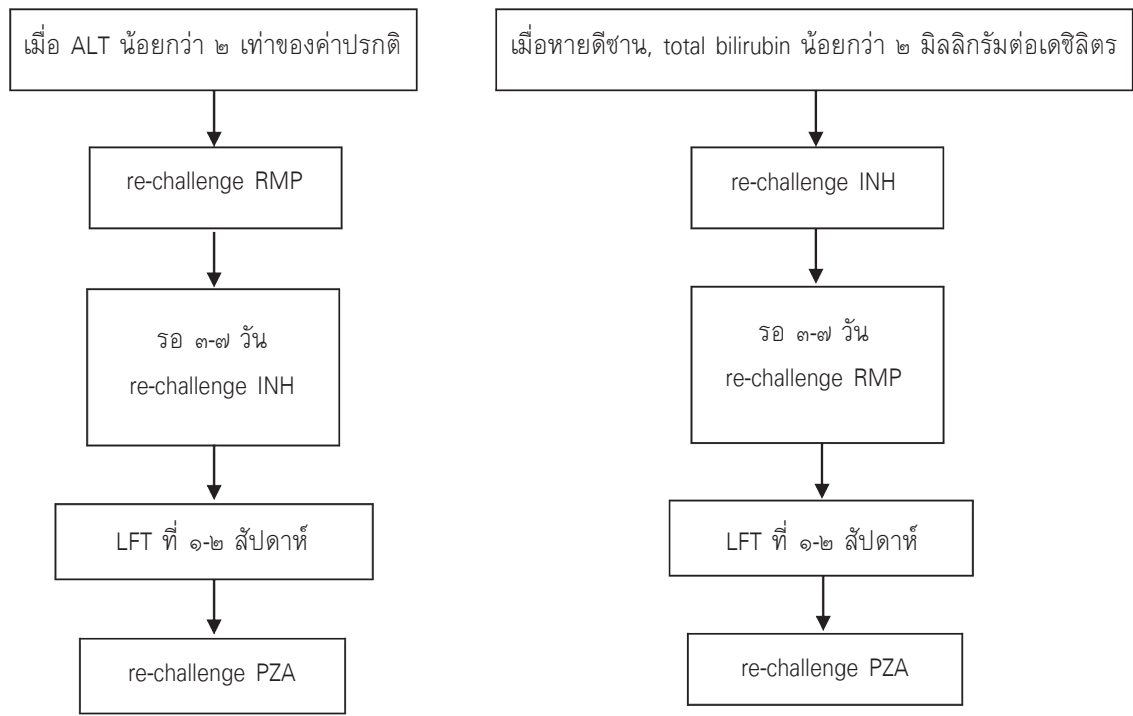 เมื่อ ALT น้อยกว่า ๒ เท่าของค่าปรกติ
re-challenge RMP
รอ ๓-๗ วัน
re-challenge INH
LFT ที่ ๑-๒ สัปดาห์
re-challenge PZA
เมื่อหายดีซ่าน, total bilirubin น้อยกว่า ๒ มิลลิกรัมต่อเดซิลิตร
re-challenge INH
รอ ๓-๗ วัน
re-challenge RMP
LFT ที่ ๑-๒ สัปดาห์
re-challenge PZA